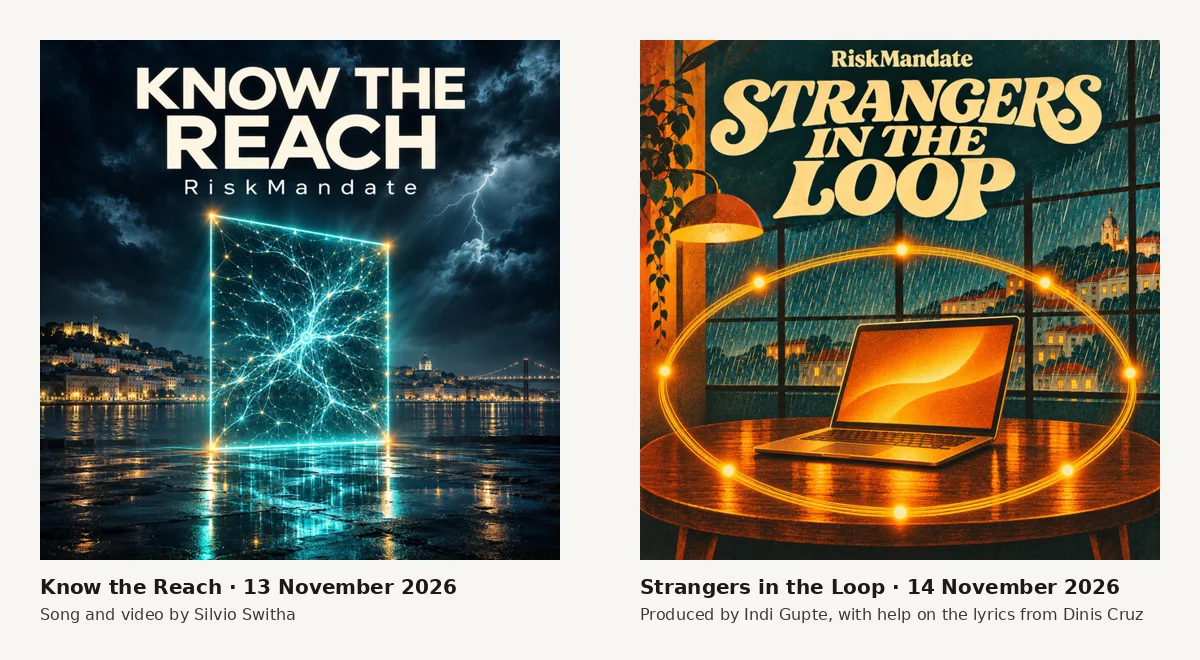 KNOW THE
REACH
RiskMandate
Know the Reach · 13 November 2026
Song and video by Silvio Switha
RiskMandate
STRANGERS
IN THE
LOOP
Strangers in the Loop · 14 November 2026
Produced by Indi Gupte, with help on the lyrics from Dinis Cruz